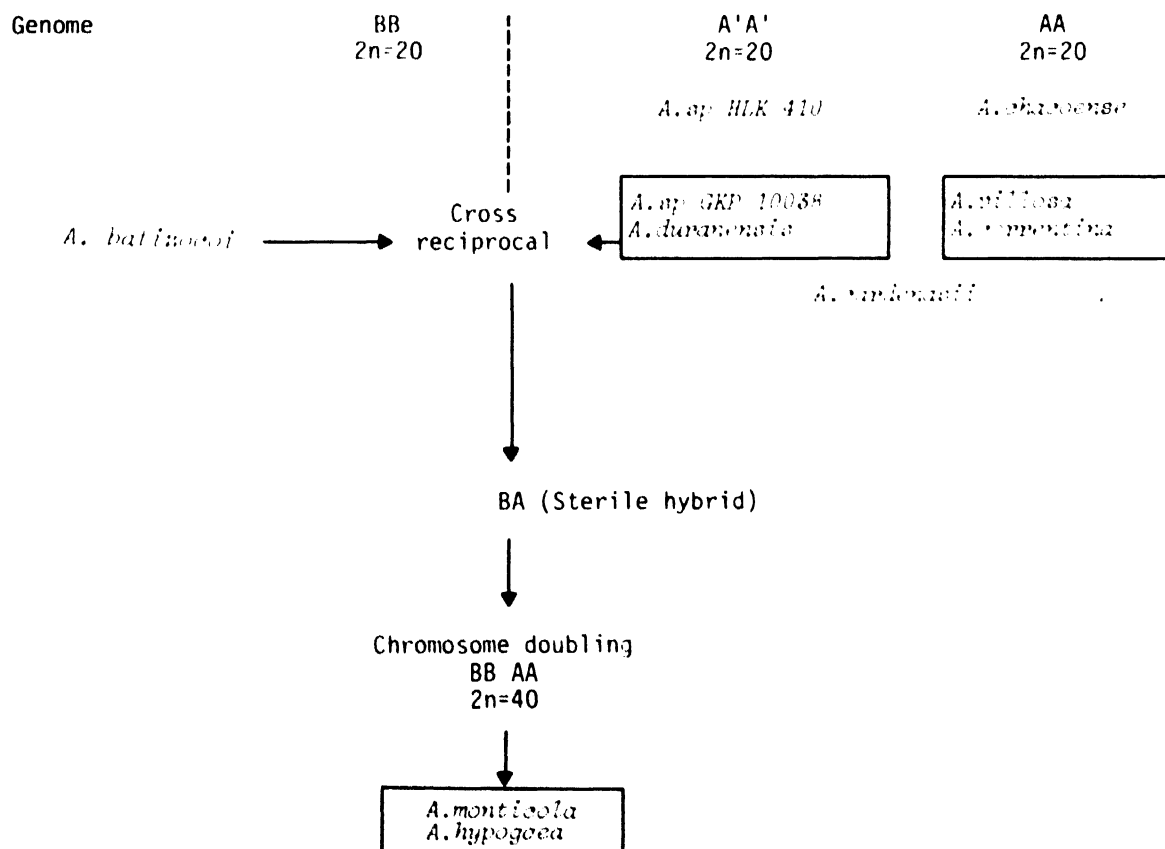 Genome
BB
2n=20
A'A'
2n=20
AA
2n=20
A.sp HLK 410
A.sp GKP 10038
A.duranensis
A.villosa
A.
A.
A.
A. batizocoi
Cross
reciprocal
BA (Sterile hybrid)
Chromosome doubling
BB AA
2n=40
A.monticola
A.hypogaea